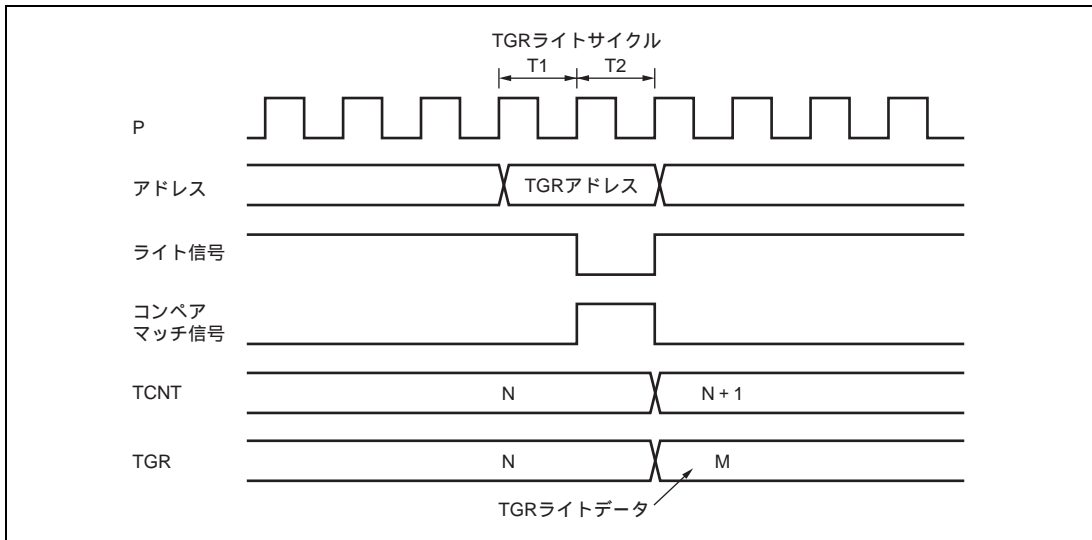 TGRライトサイクル
T1 T2
P
アドレス TGRアドレス
ライト信号
コンペア
マッチ信号
TCNT N N + 1
TGR N M
TGRライトデータ